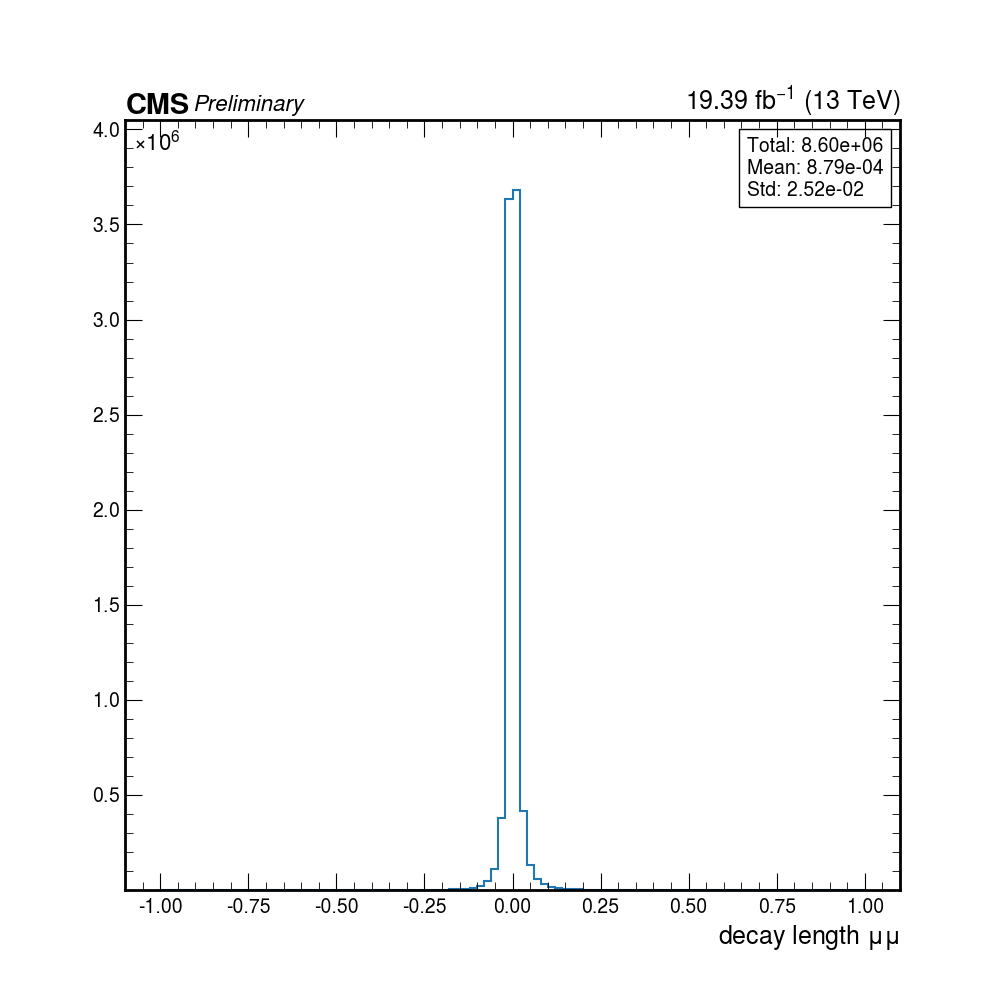 CMS Preliminary
19.39 fb⁻¹ (13 TeV)
×10⁶
Total: 8.60e+06
Mean: 8.79e-04
Std: 2.52e-02
4.0
3.5
3.0
2.5
2.0
1.5
1.0
0.5
-1.00 -0.75 -0.50 -0.25 0.00 0.25 0.50 0.75 1.00
decay length μμ